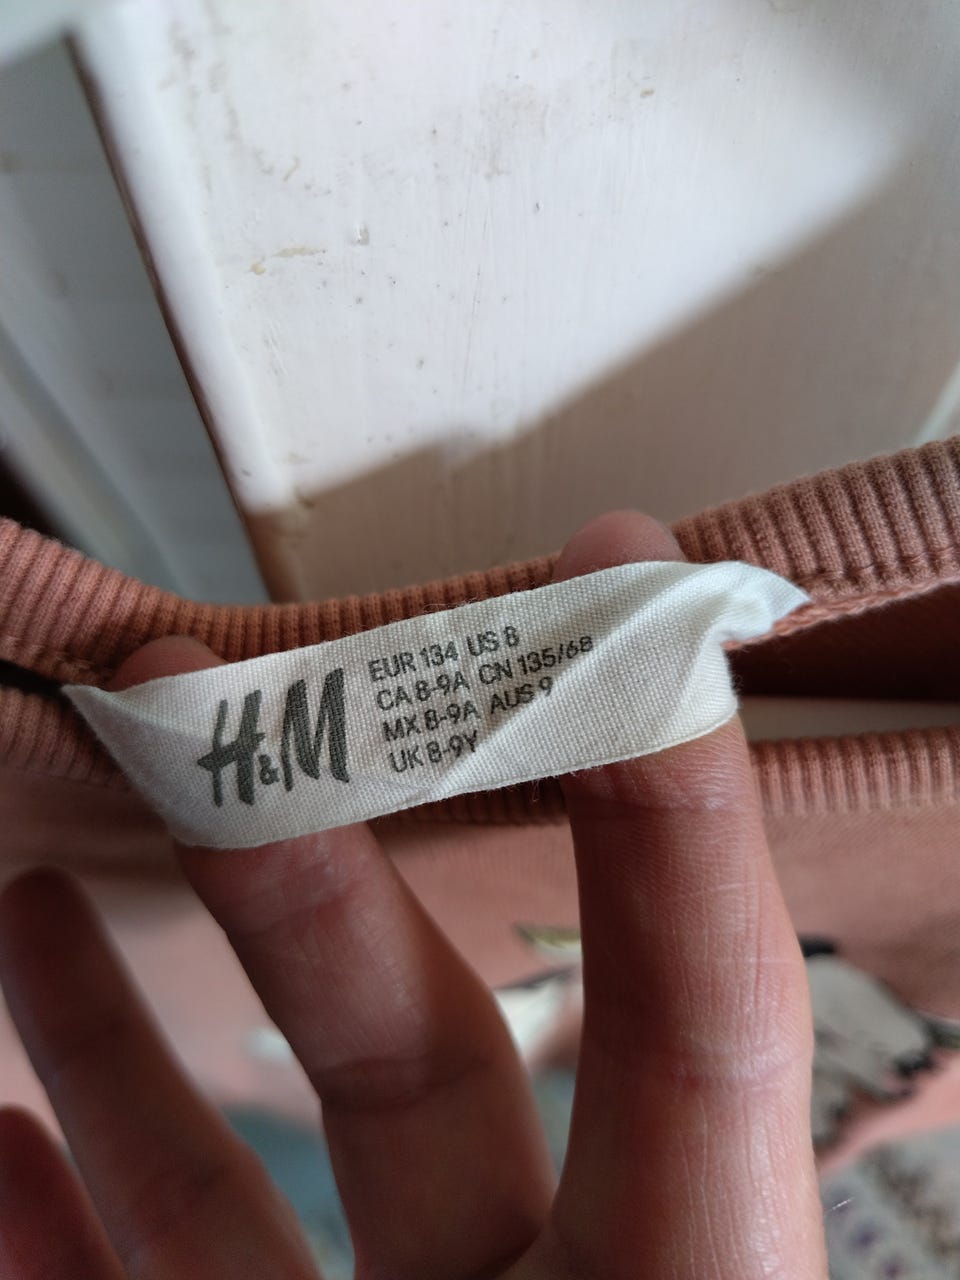 H&M
EUR 134 US 8
CA 8-9A CN 135/68
MX 8-9A AUS 9
UK 8-9Y